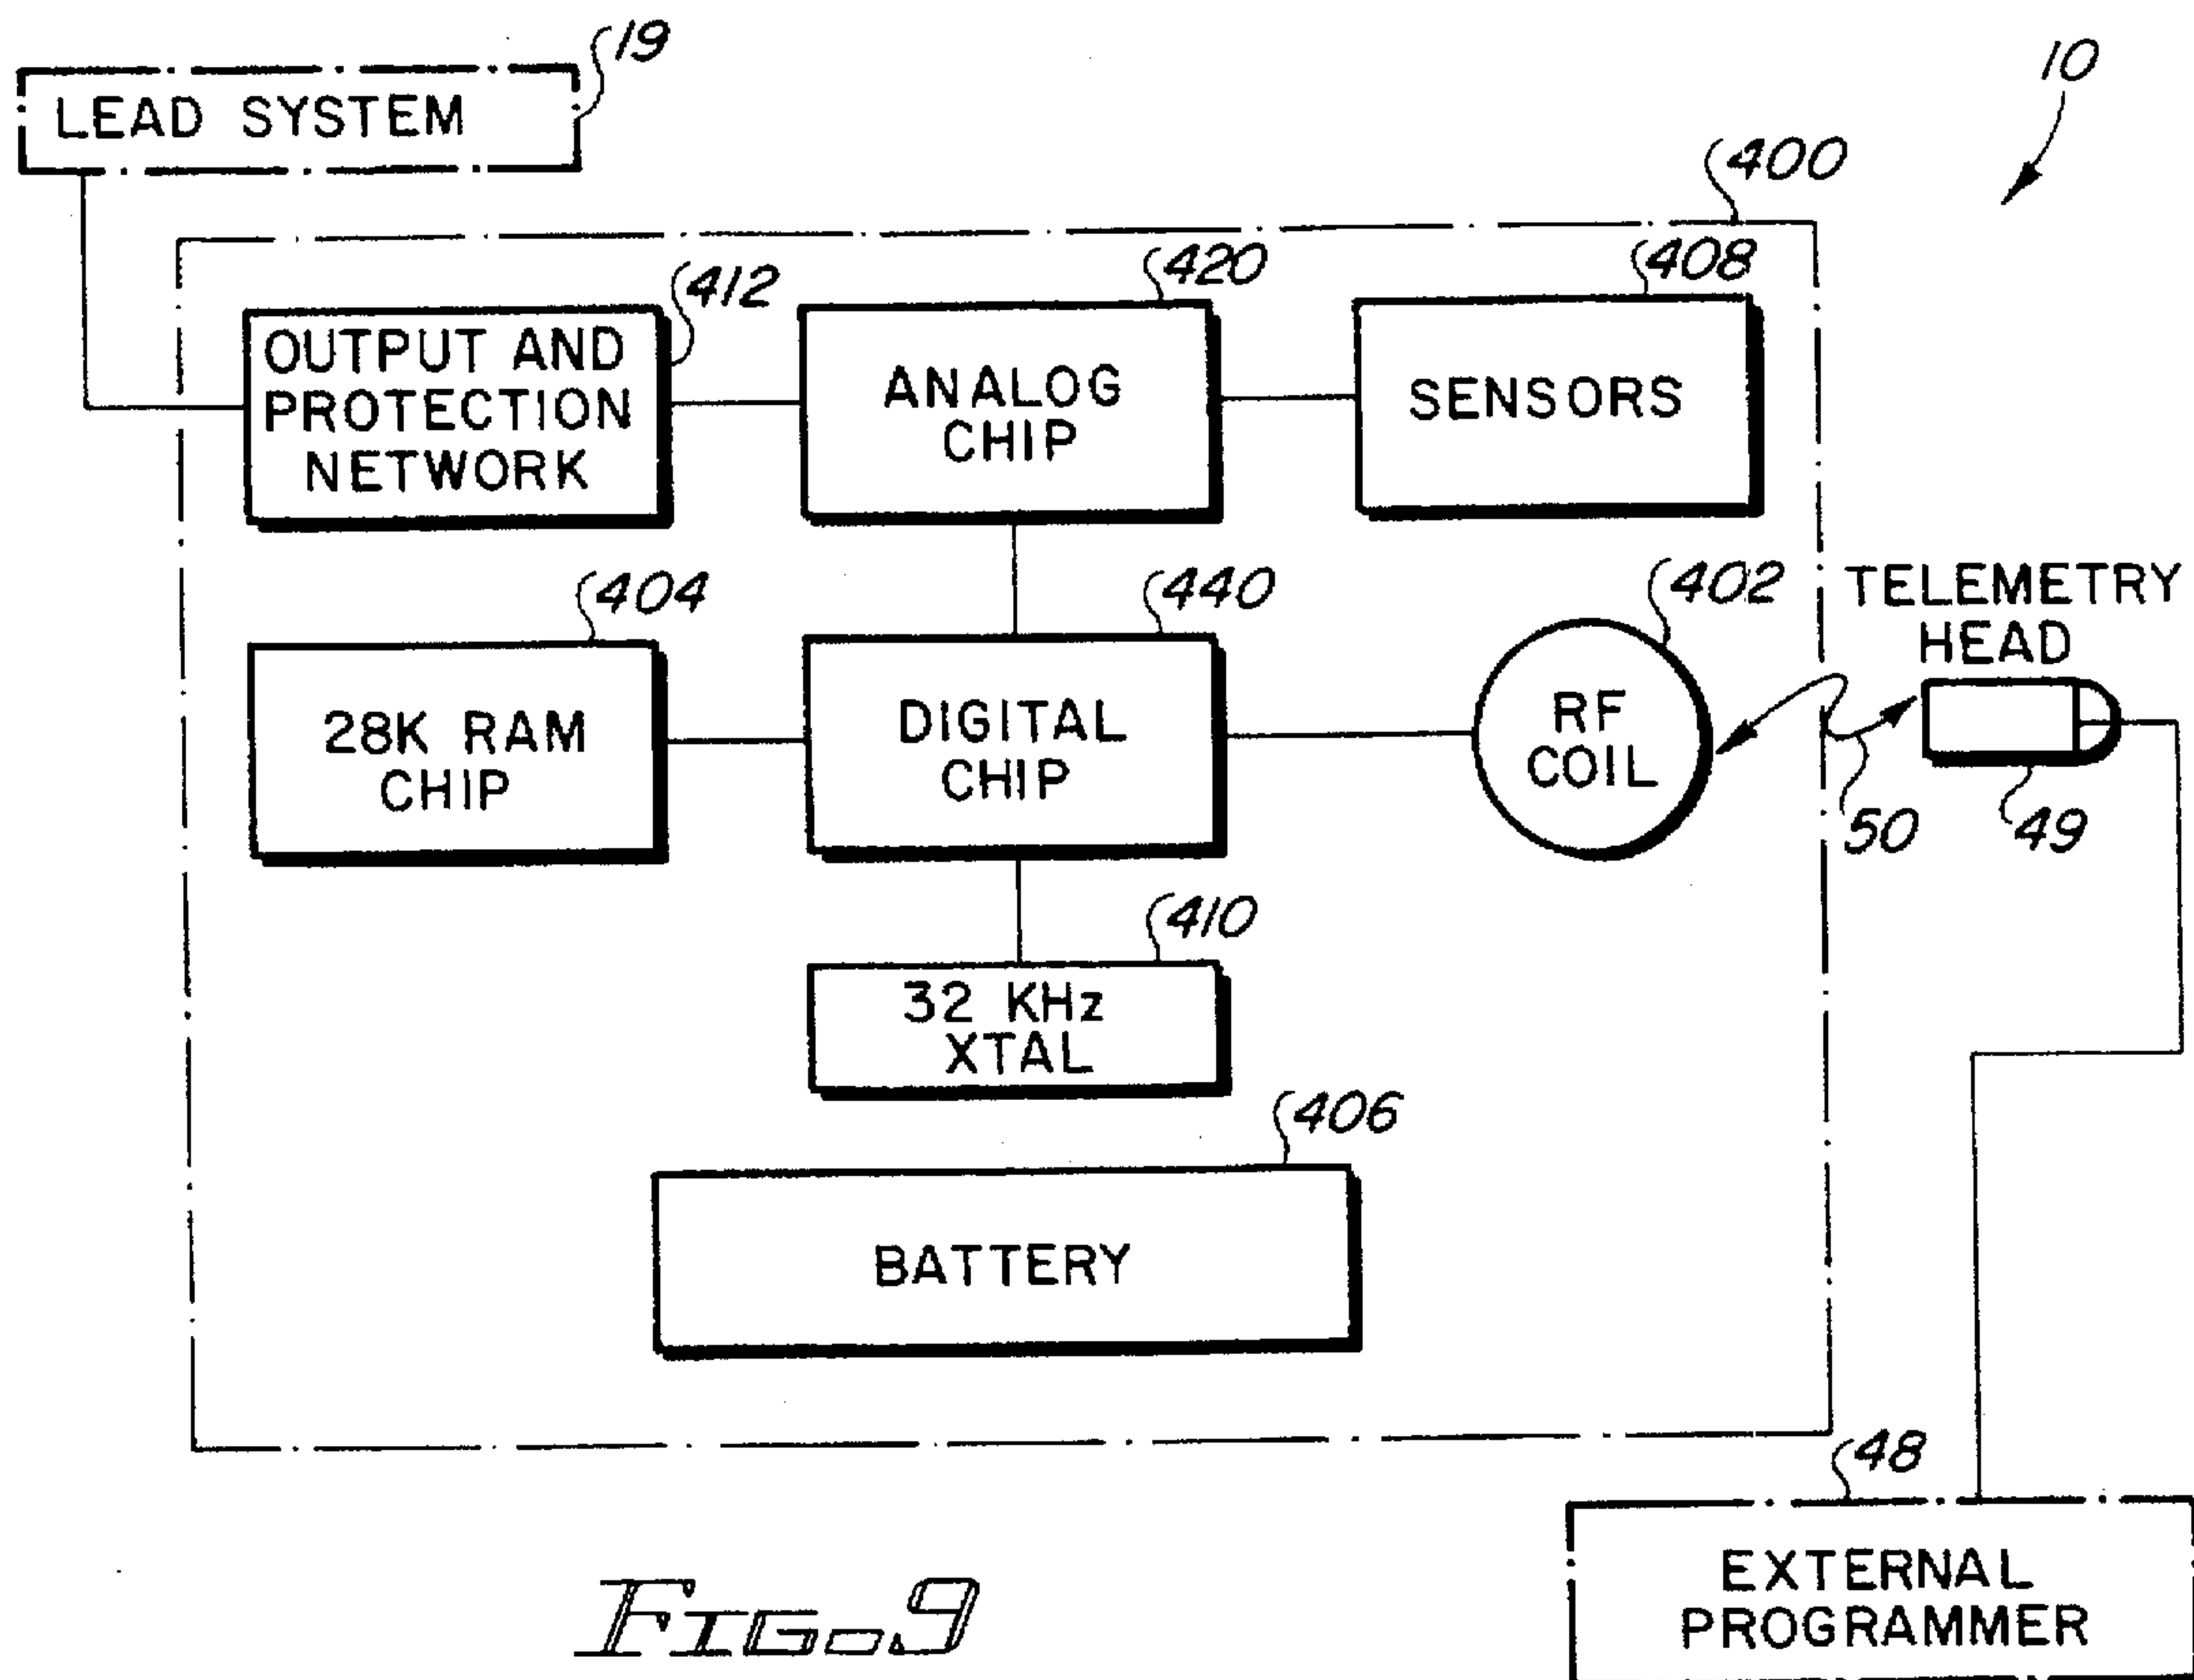 19
LEAD SYSTEM
10
400
412
420
408
OUTPUT AND
PROTECTION
NETWORK
ANALOG
CHIP
SENSORS
404
440
402
TELEMETRY
HEAD
28K RAM
CHIP
DIGITAL
CHIP
RF
COIL
50
49
410
32 KHz
XTAL
406
BATTERY
48
EXTERNAL
PROGRAMMER
FIG. 9